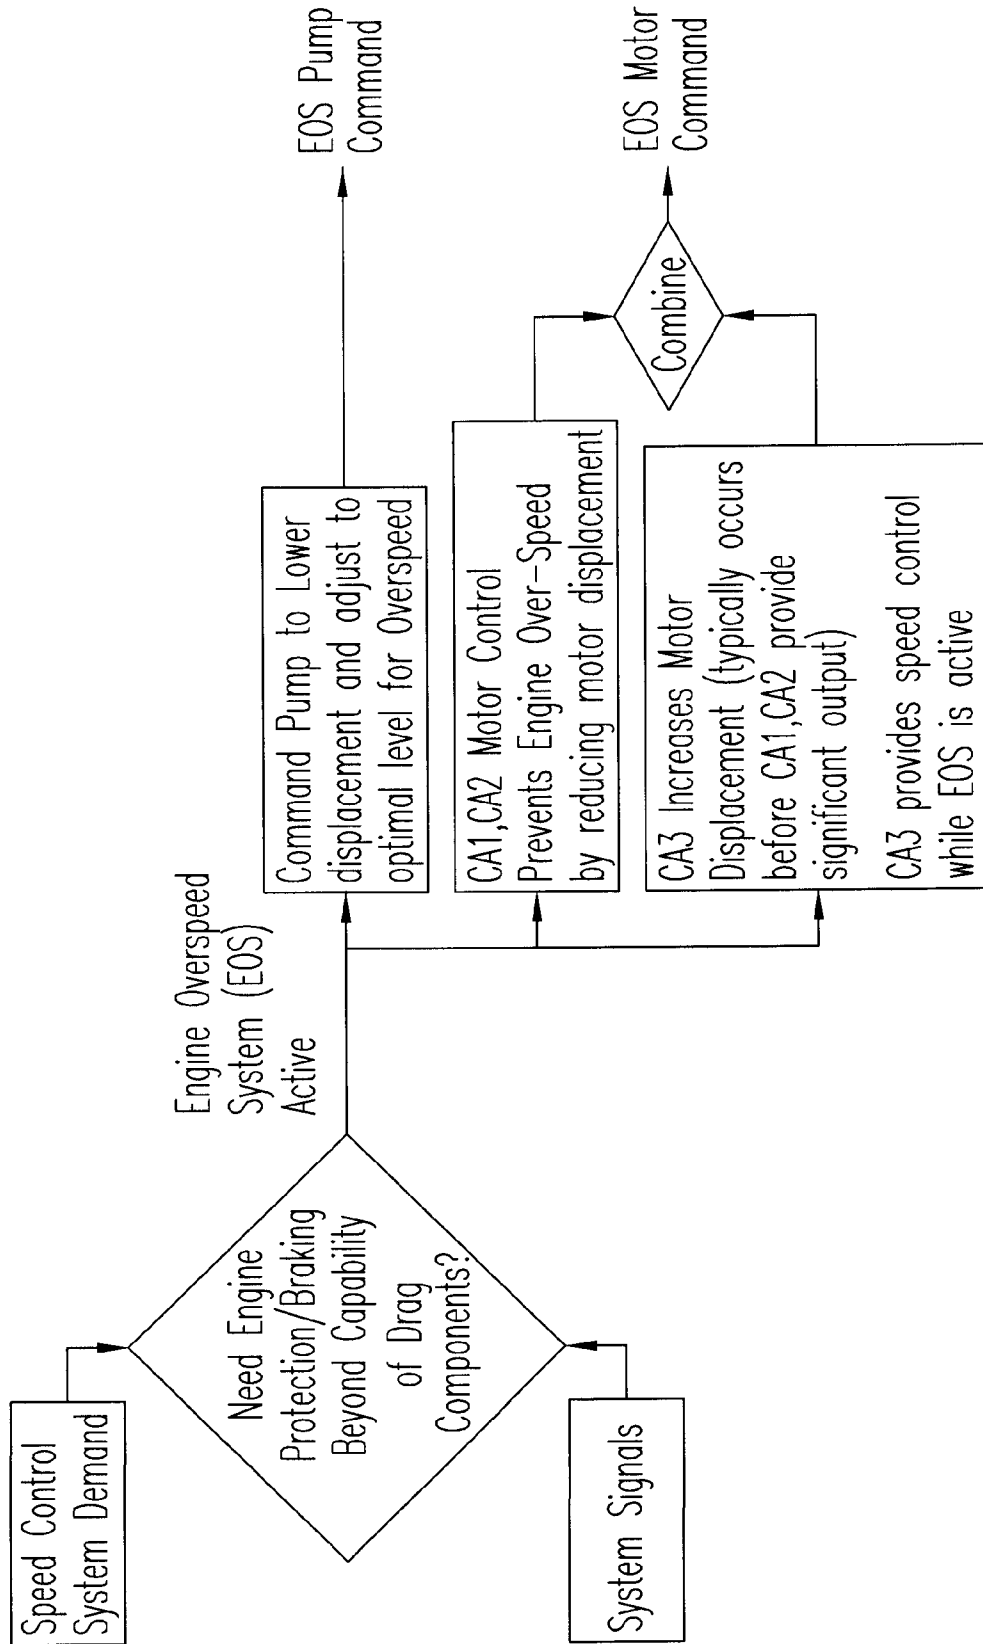 Speed Control
System Demand
System Signals
Need Engine
Protection/Braking
Beyond Capability
of Drag
Components?
Engine Overspeed
System (EOS)
Active
Command Pump to Lower
displacement and adjust to
optimal level for Overspeed
CA1,CA2 Motor Control
Prevents Engine Over-Speed
by reducing motor displacement
CA3 Increases Motor
Displacement (typically occurs
before CA1,CA2 provide
significant output)
CA3 provides speed control
while EOS is active
Combine
EOS Pump
Command
EOS Motor
Command